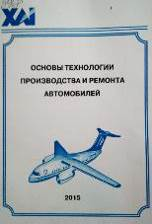 ХАІ
ОСНОВЫ ТЕХНОЛОГИИ
ПРОИЗВОДСТВА И РЕМОНТА
АВТОМОБИЛЕЙ
2015